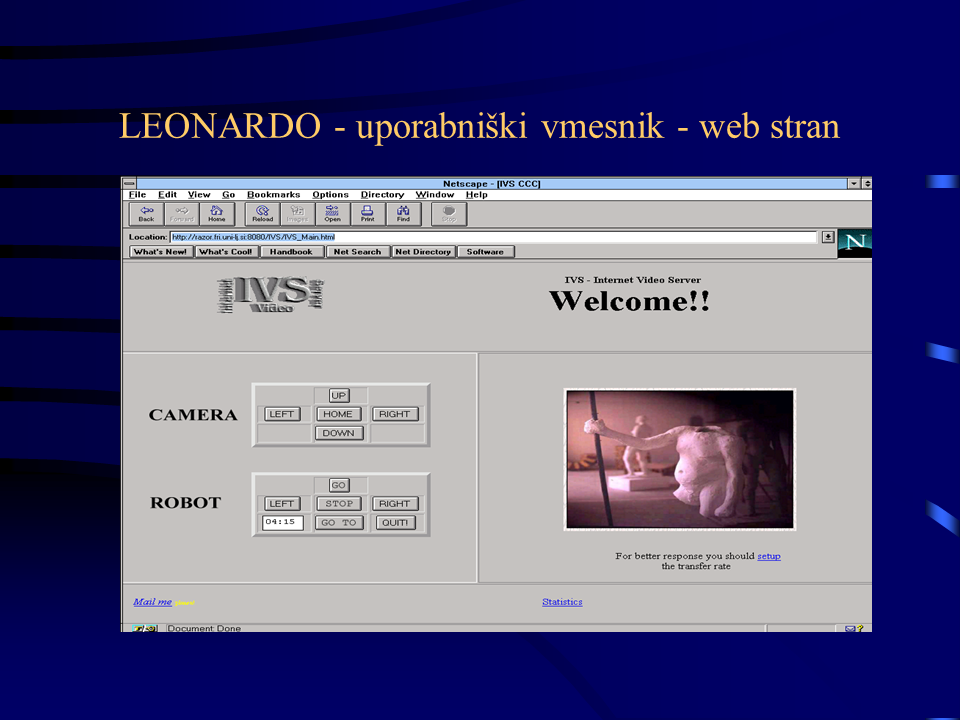 LEONARDO - uporabniški vmesnik - web stran
Netscape - [IVS CCC]
File Edit View Go Bookmarks Options Directory Window Help
Back Forward Home Reload Images Open Print Find Stop
Location: http://razor.fri.uni-lj.si:8080/IVS/IVS_Main.html
N
What's New! What's Cool! Handbook Net Search Net Directory Software
IVS
Video
IVS - Internet Video Server
Welcome!!
CAMERA
UP
LEFT HOME RIGHT
DOWN
ROBOT
GO
LEFT STOP RIGHT
04:15 GO TO QUIT!
For better response you should setup
the transfer rate
Mail me
Statistics
Document Done